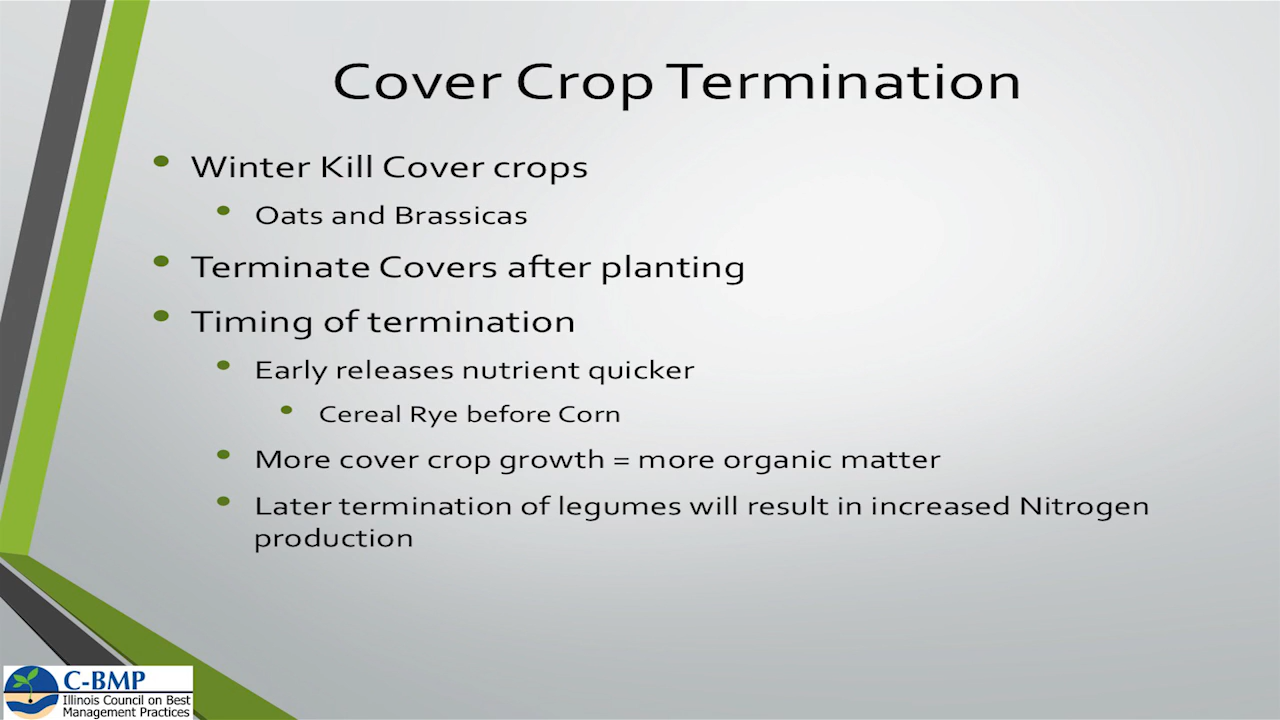 Cover Crop Termination
• Winter Kill Cover crops
• Oats and Brassicas
• Terminate Covers after planting
• Timing of termination
• Early releases nutrient quicker
• Cereal Rye before Corn
• More cover crop growth = more organic matter
• Later termination of legumes will result in increased Nitrogen
production
C-BMP
Illinois Council on Best
Management Practices